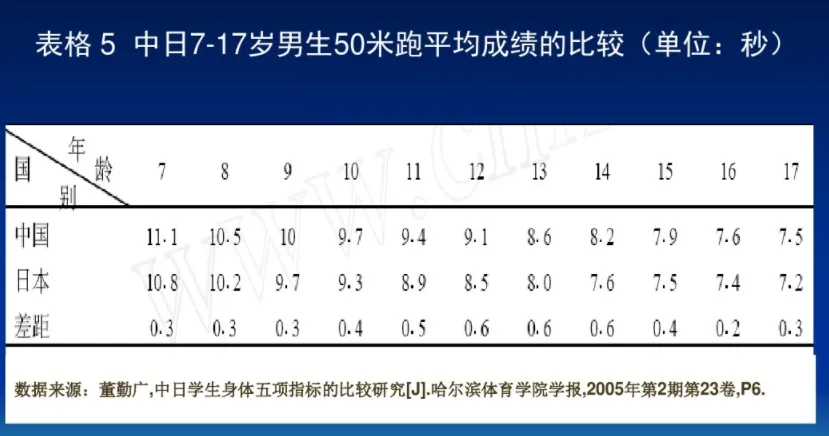 表格 5 中日7-17岁男生50米跑平均成绩的比较（单位：秒）
国别 年龄 7 8 9 10 11 12 13 14 15 16 17
中国 11.1 10.5 10 9.7 9.4 9.1 8.6 8.2 7.9 7.6 7.5
日本 10.8 10.2 9.7 9.3 8.9 8.5 8.0 7.6 7.5 7.4 7.2
差距 0.3 0.3 0.3 0.4 0.5 0.6 0.6 0.6 0.4 0.2 0.3
数据来源：董勤广,中日学生身体五项指标的比较研究[J].哈尔滨体育学院学报,2005年第2期第23卷,P6.